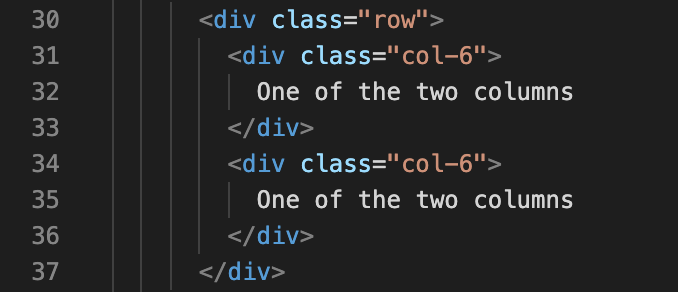 30 <div class="row">
31 <div class="col-6">
32 One of the two columns
33 </div>
34 <div class="col-6">
35 One of the two columns
36 </div>
37 </div>